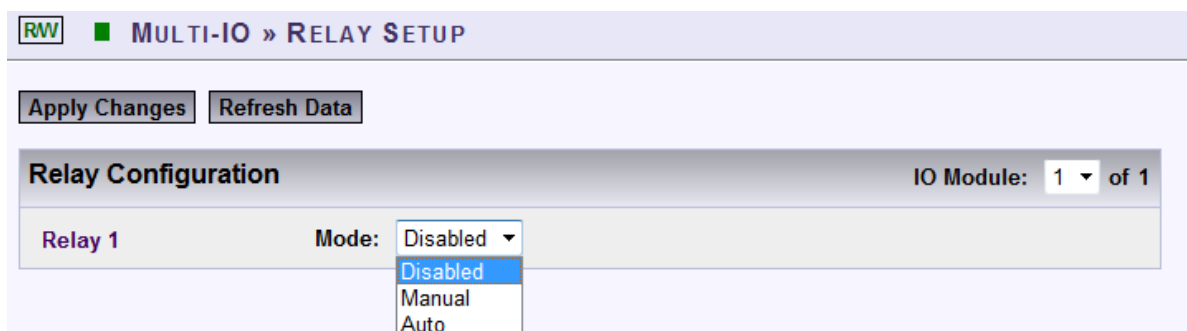 R/W MULTI-IO » RELAY SETUP
Apply Changes Refresh Data
Relay Configuration IO Module: 1 of 1
Relay 1 Mode: Disabled
Disabled
Manual
Auto